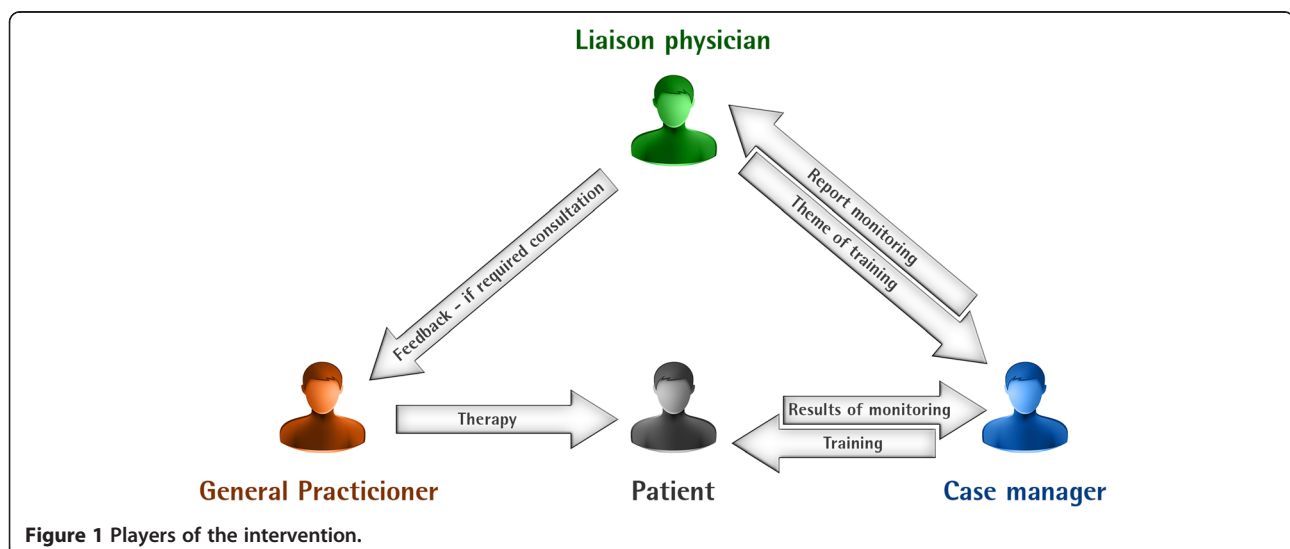 Liaison physician
Report monitoring
Theme of training
Feedback - if required consultation
Therapy
Results of monitoring
Training
General Practicioner
Patient
Case manager
Figure 1 Players of the intervention.